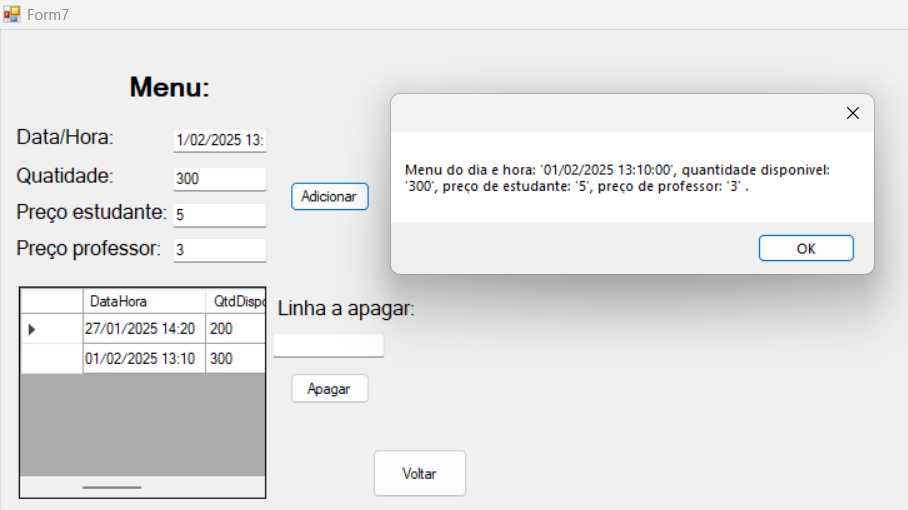 Form7
Menu:
Data/Hora:
1/02/2025 13:
Quatidade:
300
Adicionar
Preço estudante:
5
Preço professor:
3
Menu do dia e hora: '01/02/2025 13:10:00', quantidade disponivel:
'300', preço de estudante: '5', preço de professor: '3' .
OK
DataHora QtdDispo
27/01/2025 14:20 200
01/02/2025 13:10 300
Linha a apagar:
Apagar
Voltar